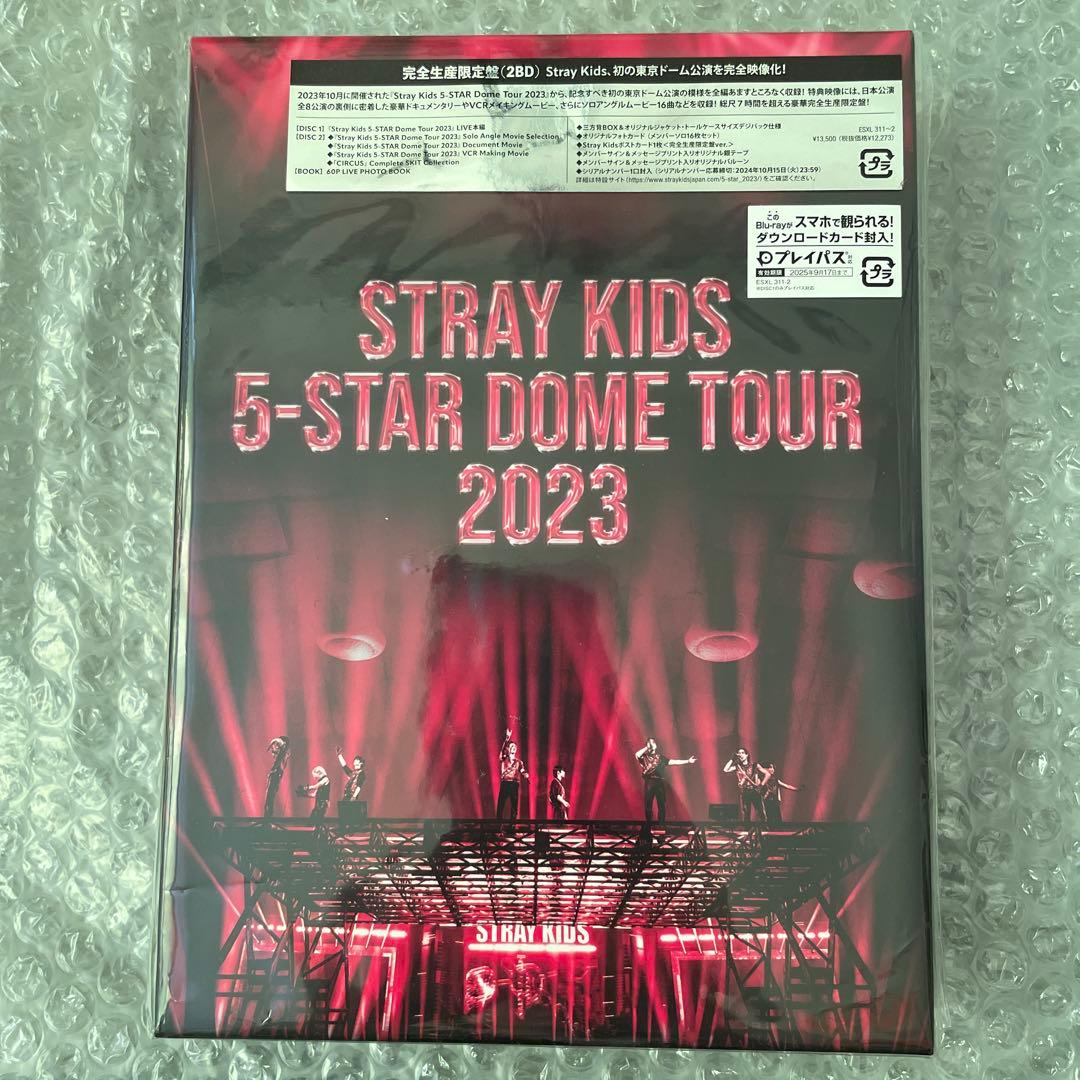 完全生産限定盤(2BD) Stray Kids、初の東京ドーム公演を完全映像化!
2023年10月に開催された『Stray Kids 5-STAR Dome Tour 2023』から、記念すべき初の東京ドーム公演の模様を全編あますところなく収録! 特典映像には、日本公演
全8公演の裏側に密着した豪華ドキュメンタリーやVCRメイキングムービー、さらにソロアングルムービー16曲などを収録! 総尺7時間を超える豪華完全生産限定盤!
[DISC 1]『Stray Kids 5-STAR Dome Tour 2023』 LIVE本編
[DISC 2] ◆『Stray Kids 5-STAR Dome Tour 2023』 Solo Angle Movie Selection
◆『Stray Kids 5-STAR Dome Tour 2023』 Document Movie
◆『Stray Kids 5-STAR Dome Tour 2023』 VCR Making Movie
◆『CIRCUS』 Complete SKIT Collection
[BOOK] 60P LIVE PHOTO BOOK
◆三方背BOX&オリジナルジャケット・トールケースサイズデジパック仕様
◆オリジナルフォトカード (メンバーソロ16枚セット)
◆Stray Kidsポストカード1枚<完全生産限定盤ver.>
◆メンバーサイン&メッセージプリント入りオリジナル銀テープ
◆メンバーサイン&メッセージプリント入りオリジナルバルーン
◆シリアルナンバー1口封入 (シリアルナンバー応募締切:2024年10月15日(火)23:59)
詳細は特設サイト(https://www.straykidsjapan.com/5-star_2023/)をご確認ください。
ESXL 311~2
¥13,500 (税抜価格¥12,273)
プラ
このBlu-rayが スマホで観られる!
ダウンロードカード封入!
プレイパス®対応
有効期限 2025年9月17日まで
ESXL 311-2
※DISC1のみプレイパス対応
プラ
STRAY KIDS
5-STAR DOME TOUR
2023
STRAY KIDS